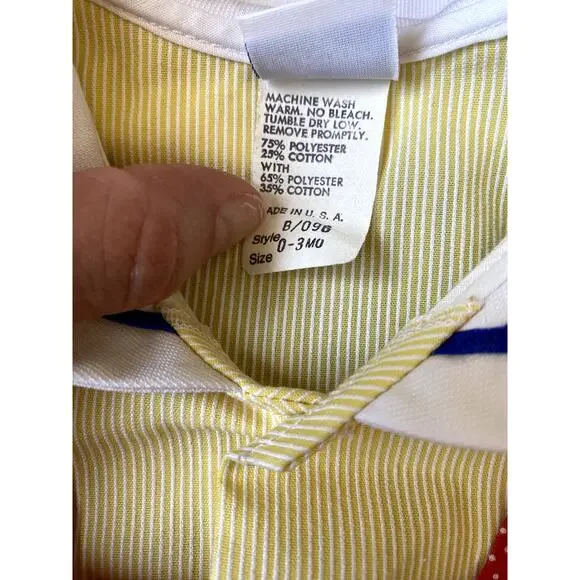 MACHINE WASH
WARM. NO BLEACH.
TUMBLE DRY LOW.
REMOVE PROMPTLY.
75% POLYESTER
25% COTTON
WITH
65% POLYESTER
35% COTTON
ADE IN U. S. A.
B/096
Style 0-3MO
Size